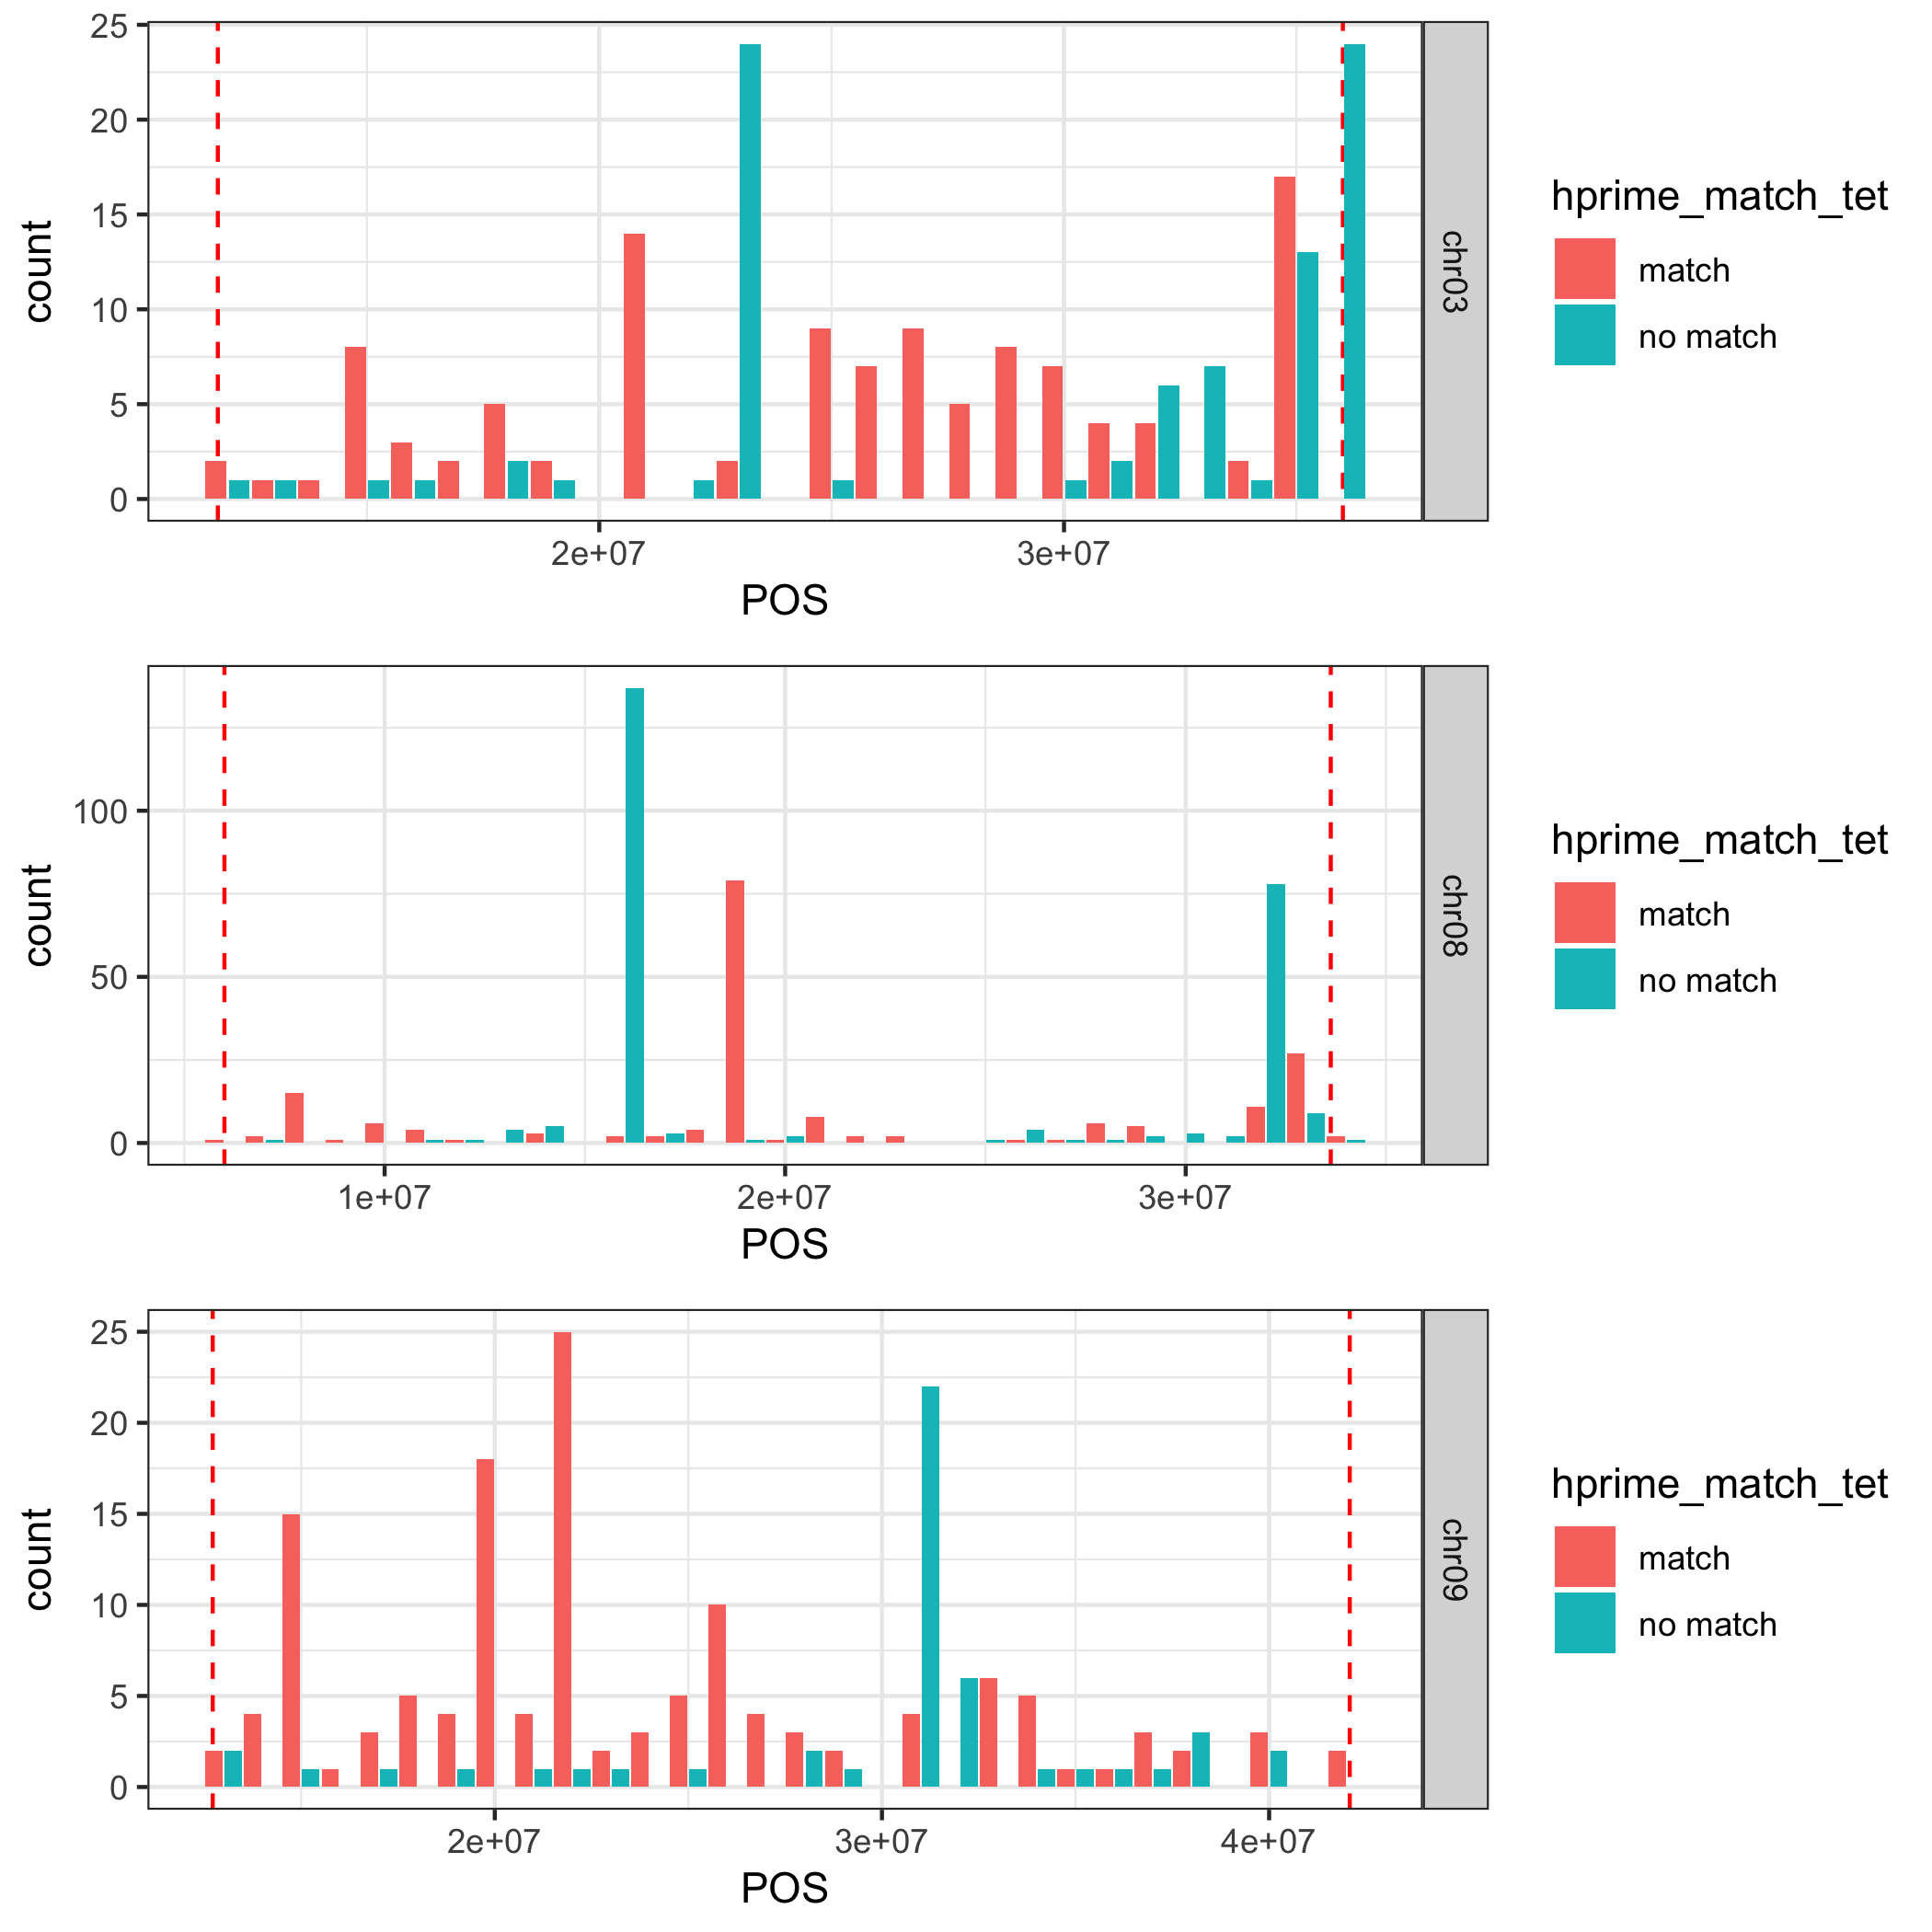 25
20
15
10
5
0
count
2e+07 3e+07
POS
chr03
hprime_match_tet
match
no match
100
50
0
count
1e+07 2e+07 3e+07
POS
chr08
hprime_match_tet
match
no match
25
20
15
10
5
0
count
2e+07 3e+07 4e+07
POS
chr09
hprime_match_tet
match
no match